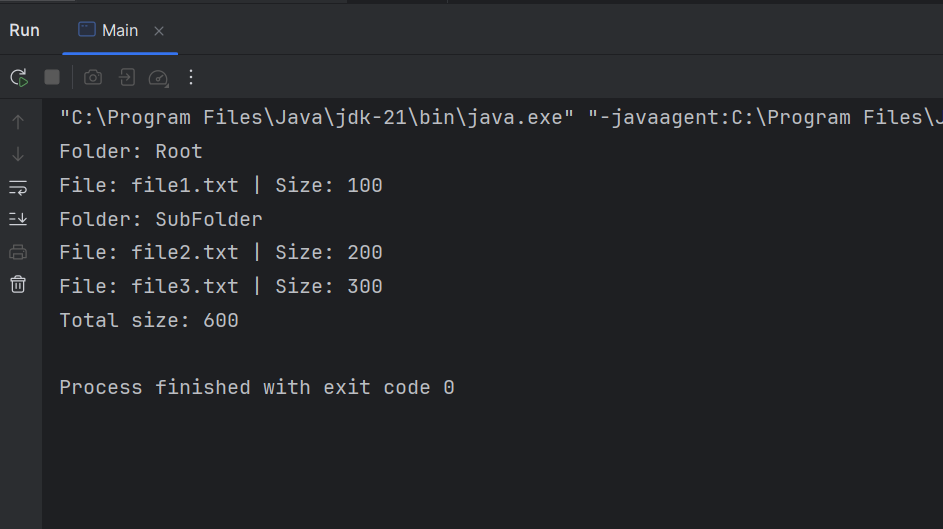 Run Main
"C:\Program Files\Java\jdk-21\bin\java.exe" "-javaagent:C:\Program Files\J
Folder: Root
File: file1.txt | Size: 100
Folder: SubFolder
File: file2.txt | Size: 200
File: file3.txt | Size: 300
Total size: 600
Process finished with exit code 0